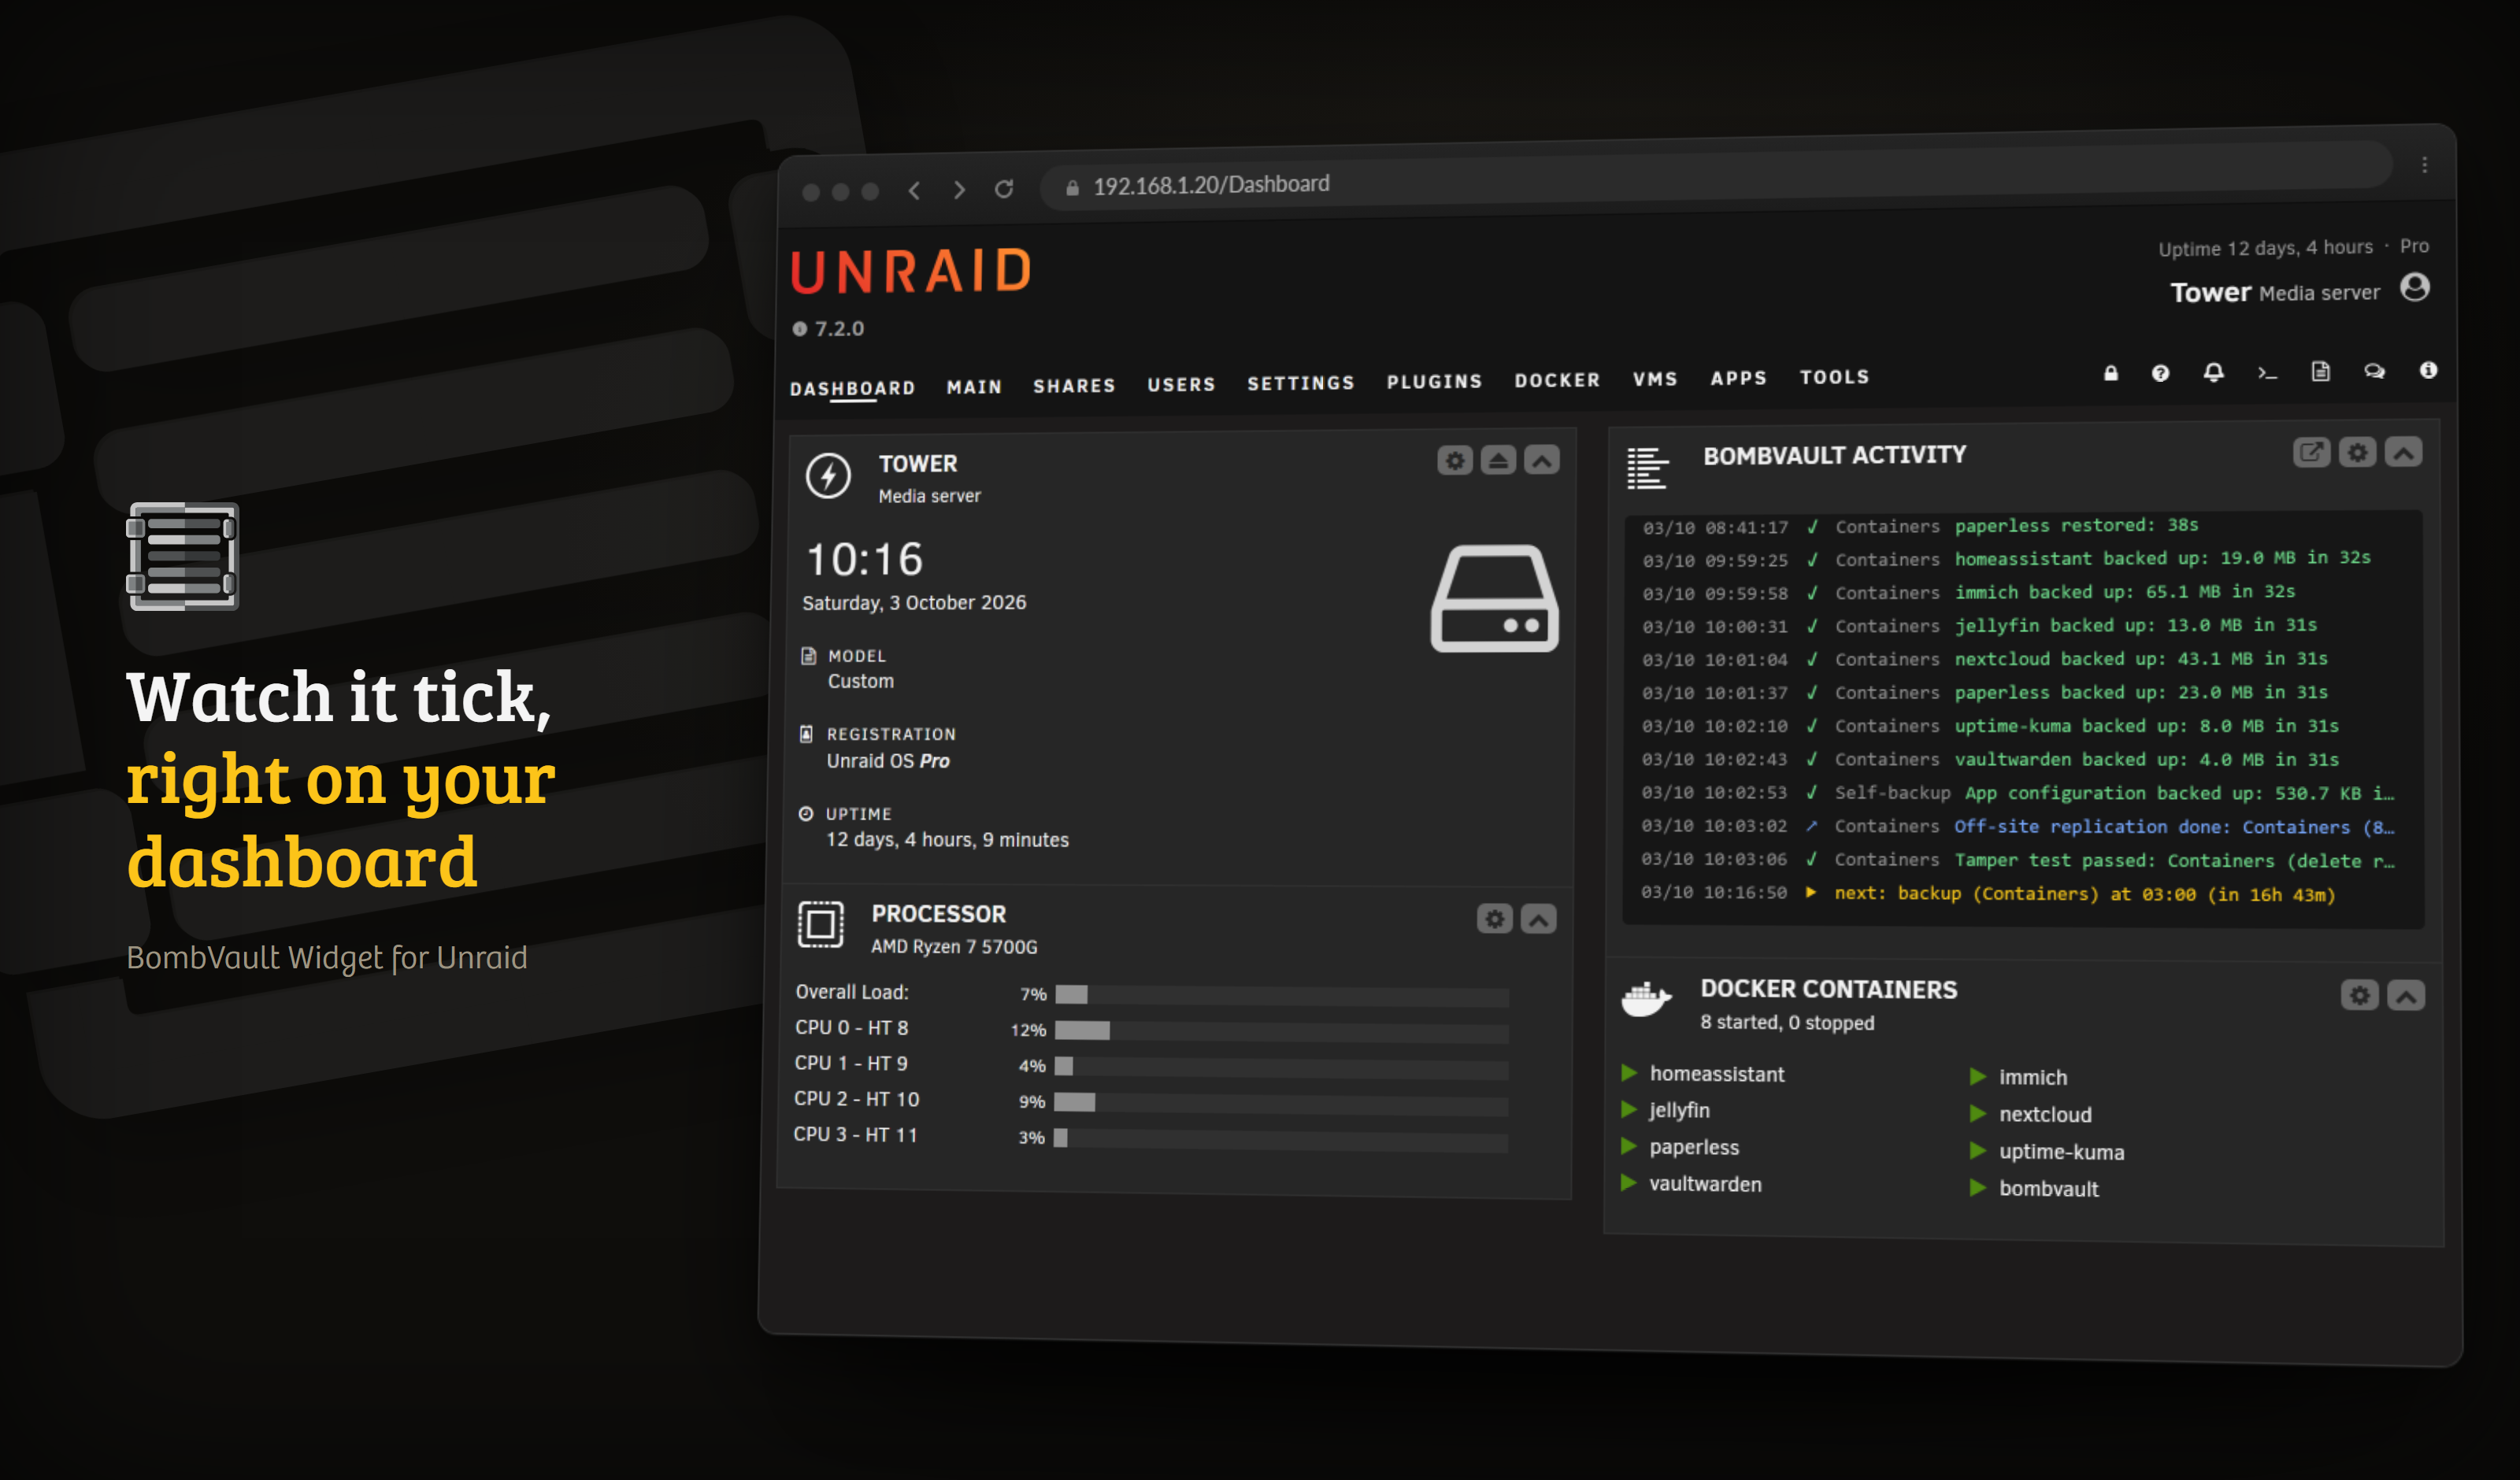 Watch it tick,
right on your
dashboard
BombVault Widget for Unraid
192.168.1.20/Dashboard
UNRAID
7.2.0
Uptime 12 days, 4 hours · Pro
Tower Media server
DASHBOARD MAIN SHARES USERS SETTINGS PLUGINS DOCKER VMS APPS TOOLS
TOWER
Media server
10:16
Saturday, 3 October 2026
MODEL
Custom
REGISTRATION
Unraid OS Pro
UPTIME
12 days, 4 hours, 9 minutes
PROCESSOR
AMD Ryzen 7 5700G
Overall Load: 7%
CPU 0 - HT 8 12%
CPU 1 - HT 9 4%
CPU 2 - HT 10 9%
CPU 3 - HT 11 3%
BOMBVAULT ACTIVITY
03/10 08:41:17 ✓ Containers paperless restored: 38s
03/10 09:59:25 ✓ Containers homeassistant backed up: 19.0 MB in 32s
03/10 09:59:58 ✓ Containers immich backed up: 65.1 MB in 32s
03/10 10:00:31 ✓ Containers jellyfin backed up: 13.0 MB in 31s
03/10 10:01:04 ✓ Containers nextcloud backed up: 43.1 MB in 31s
03/10 10:01:37 ✓ Containers paperless backed up: 23.0 MB in 31s
03/10 10:02:10 ✓ Containers uptime-kuma backed up: 8.0 MB in 31s
03/10 10:02:43 ✓ Containers vaultwarden backed up: 4.0 MB in 31s
03/10 10:02:53 ✓ Self-backup App configuration backed up: 530.7 KB i…
03/10 10:03:02 ↗ Containers Off-site replication done: Containers (8…
03/10 10:03:06 ✓ Containers Tamper test passed: Containers (delete r…
03/10 10:16:50 ▶ next: backup (Containers) at 03:00 (in 16h 43m)
DOCKER CONTAINERS
8 started, 0 stopped
homeassistant immich
jellyfin nextcloud
paperless uptime-kuma
vaultwarden bombvault